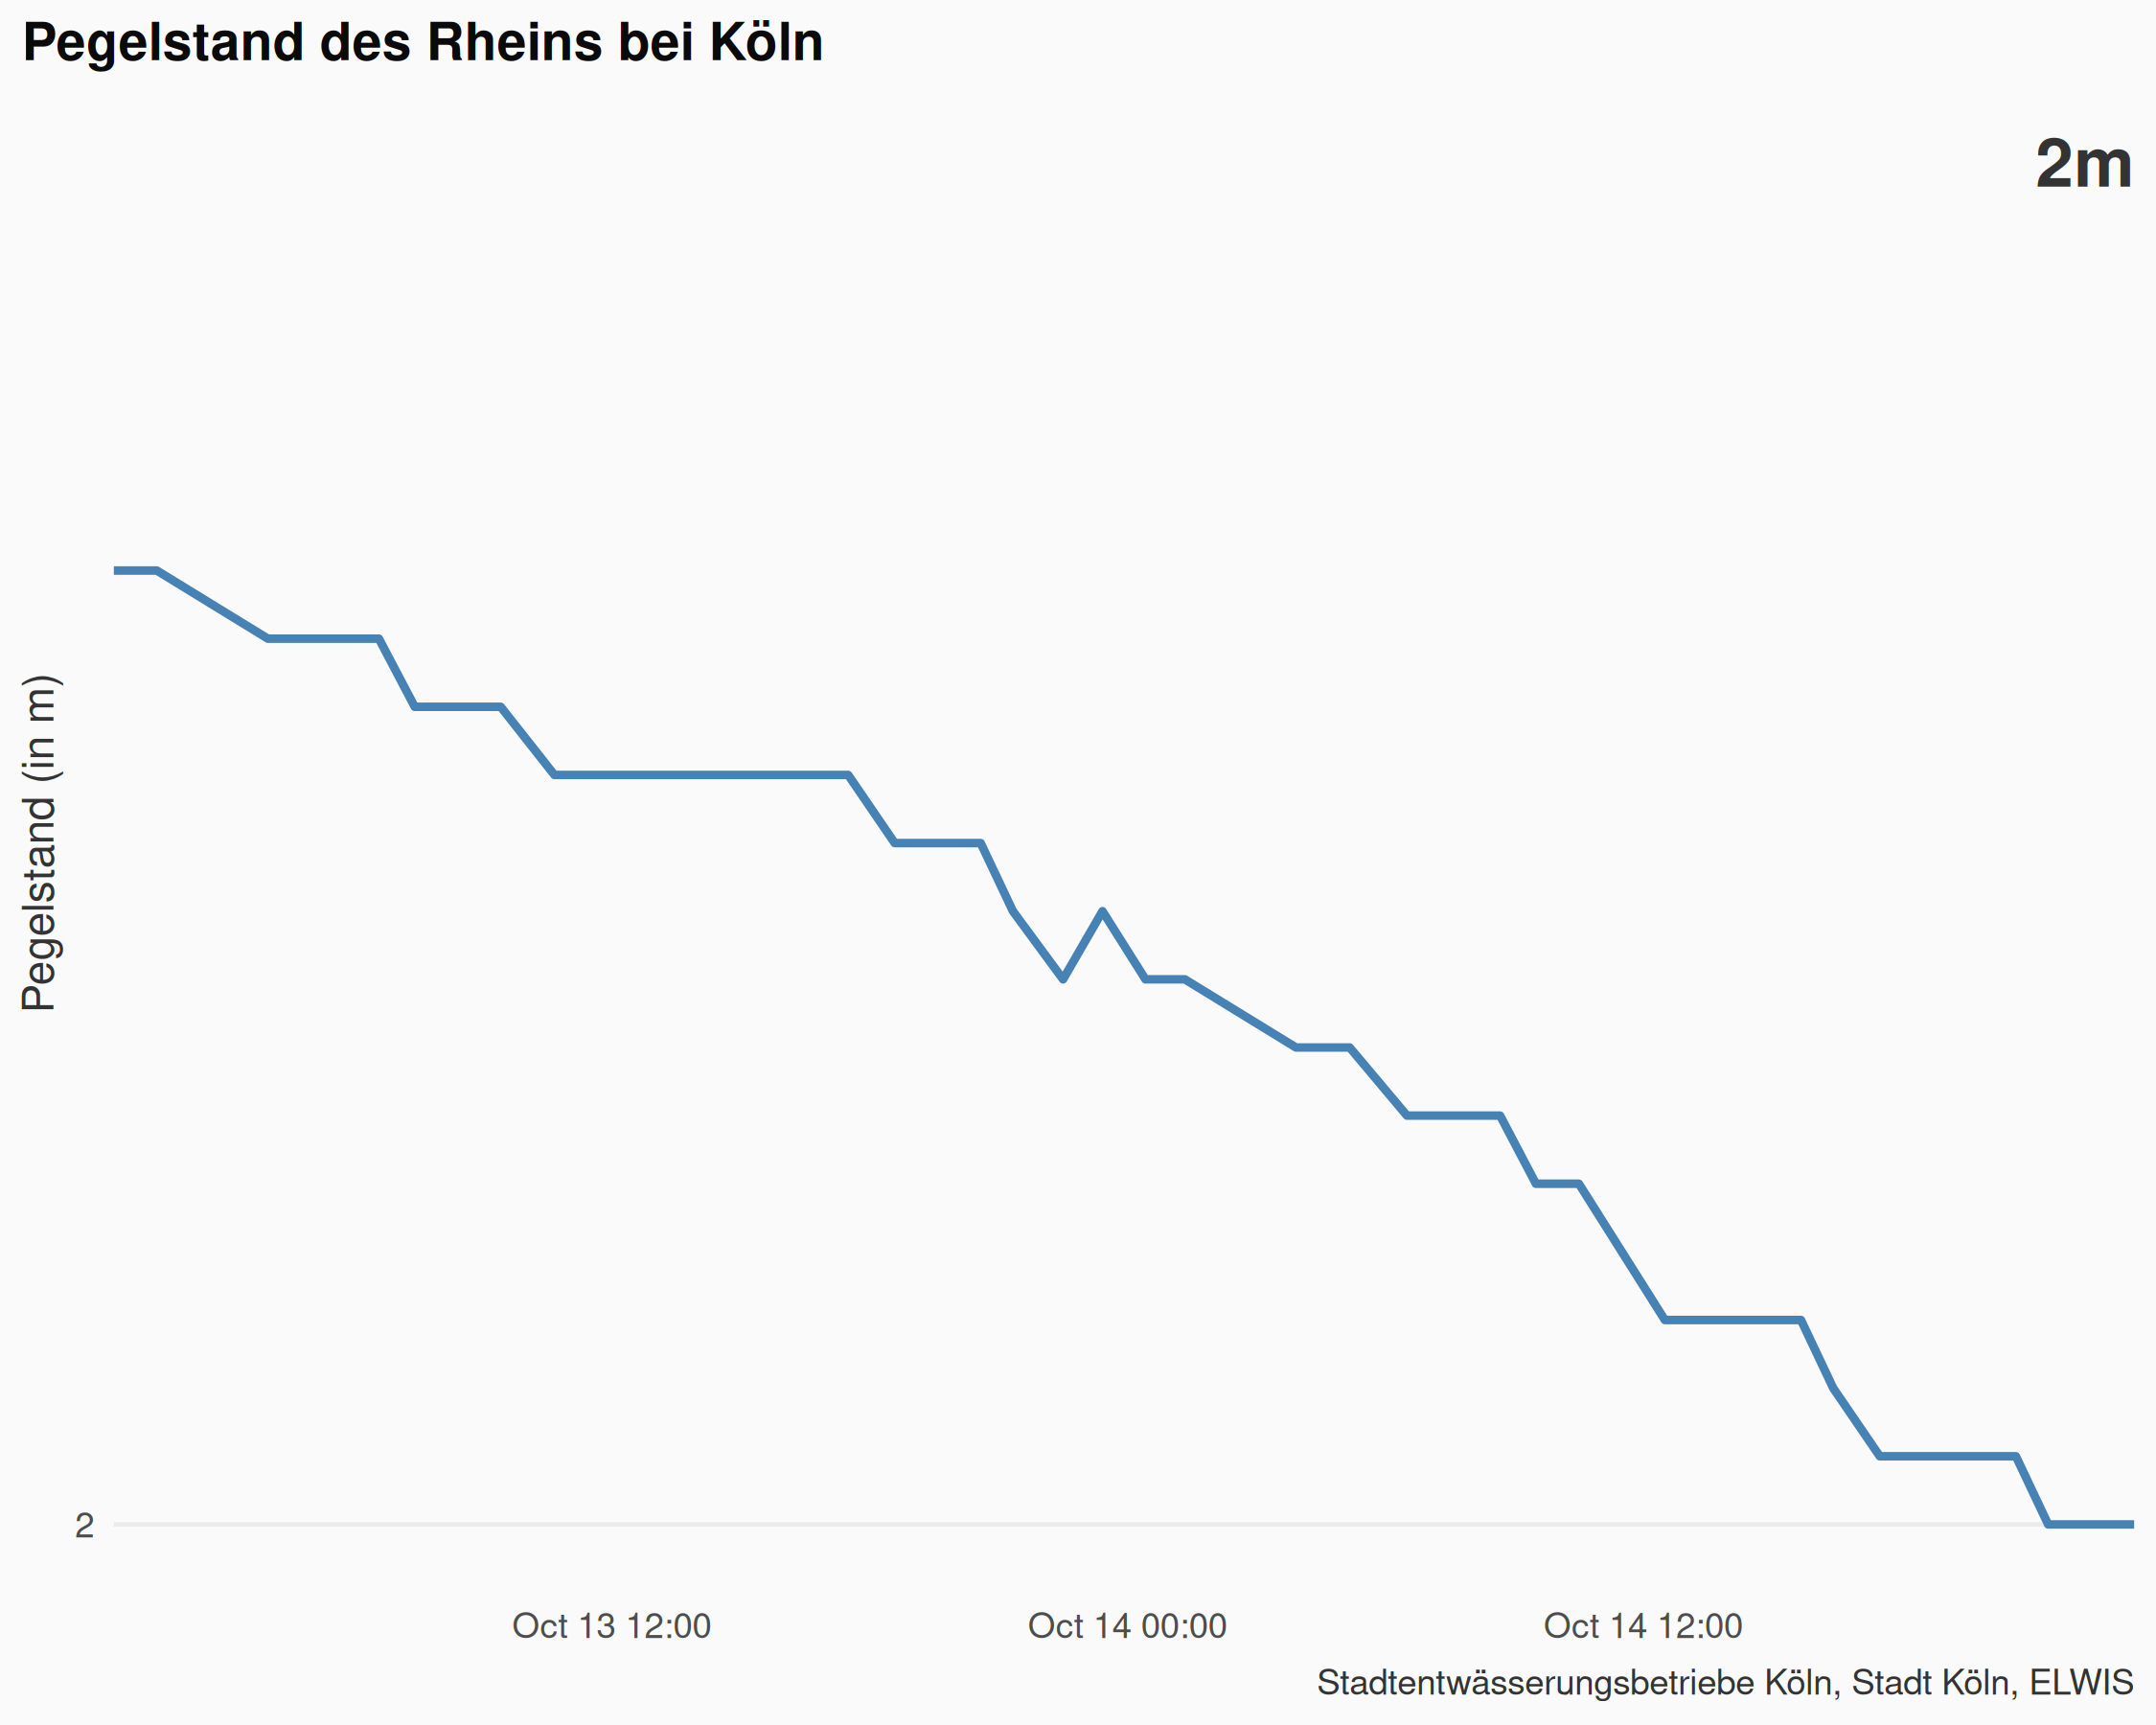 Pegelstand des Rheins bei Köln
2m
Pegelstand (in m)
2
Oct 13 12:00
Oct 14 00:00
Oct 14 12:00
Stadtentwässerungsbetriebe Köln, Stadt Köln, ELWIS